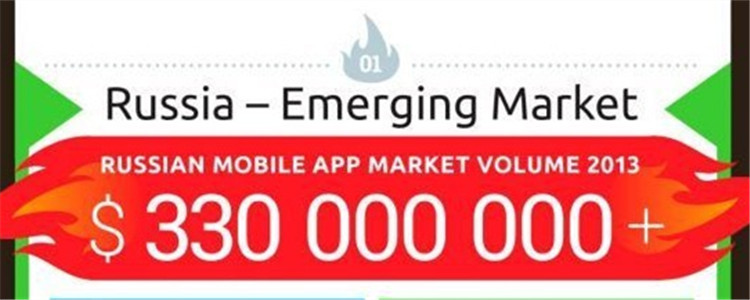 01
Russia – Emerging Market
RUSSIAN MOBILE APP MARKET VOLUME 2013
$ 330 000 000 +